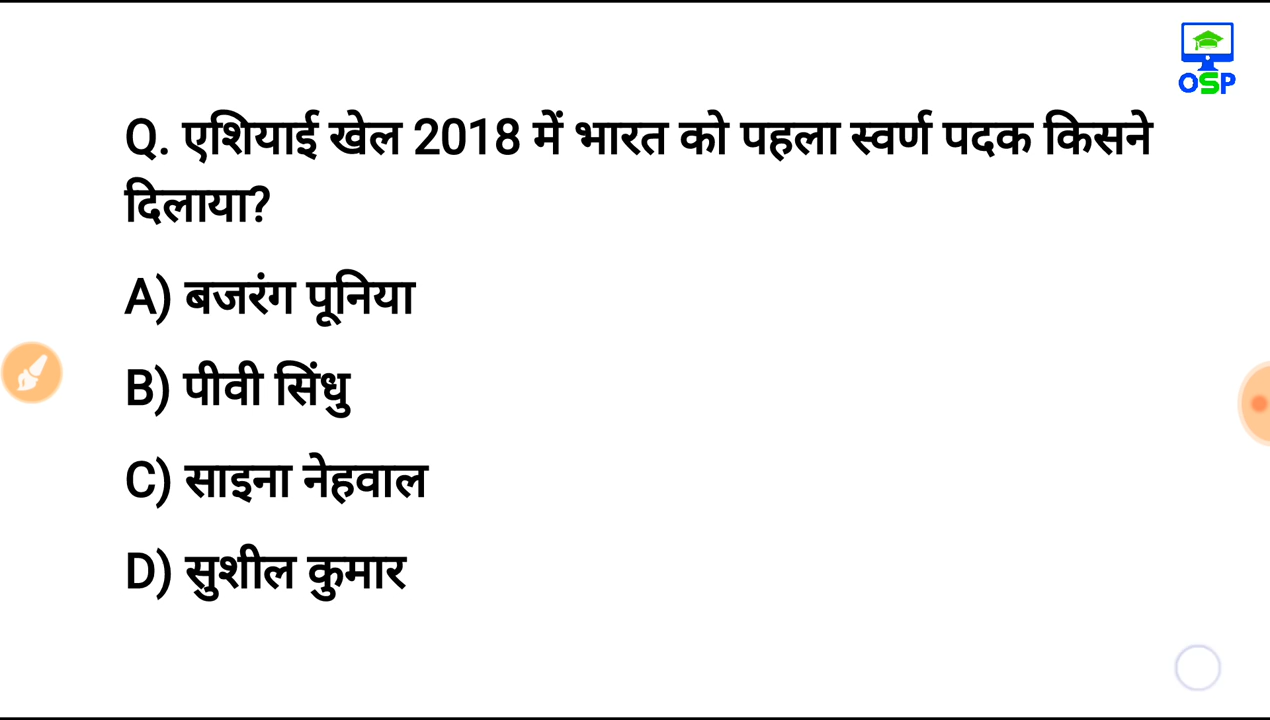 OSP
Q. एशियाई खेल 2018 में भारत को पहला स्वर्ण पदक किसने
दिलाया?
A) बजरंग पूनिया
B) पीवी सिंधु
C) साइना नेहवाल
D) सुशील कुमार